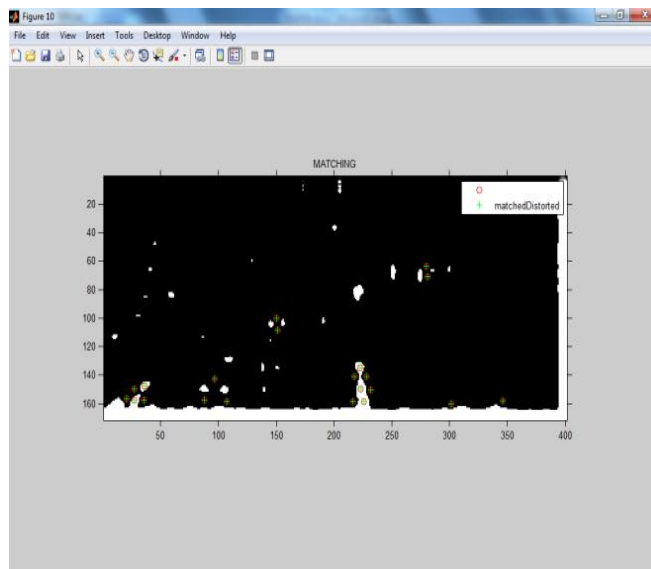 Figure 10
File Edit View Insert Tools Desktop Window Help
MATCHING
matchedDistorted
20
40
60
80
100
120
140
160
50 100 150 200 250 300 350 400